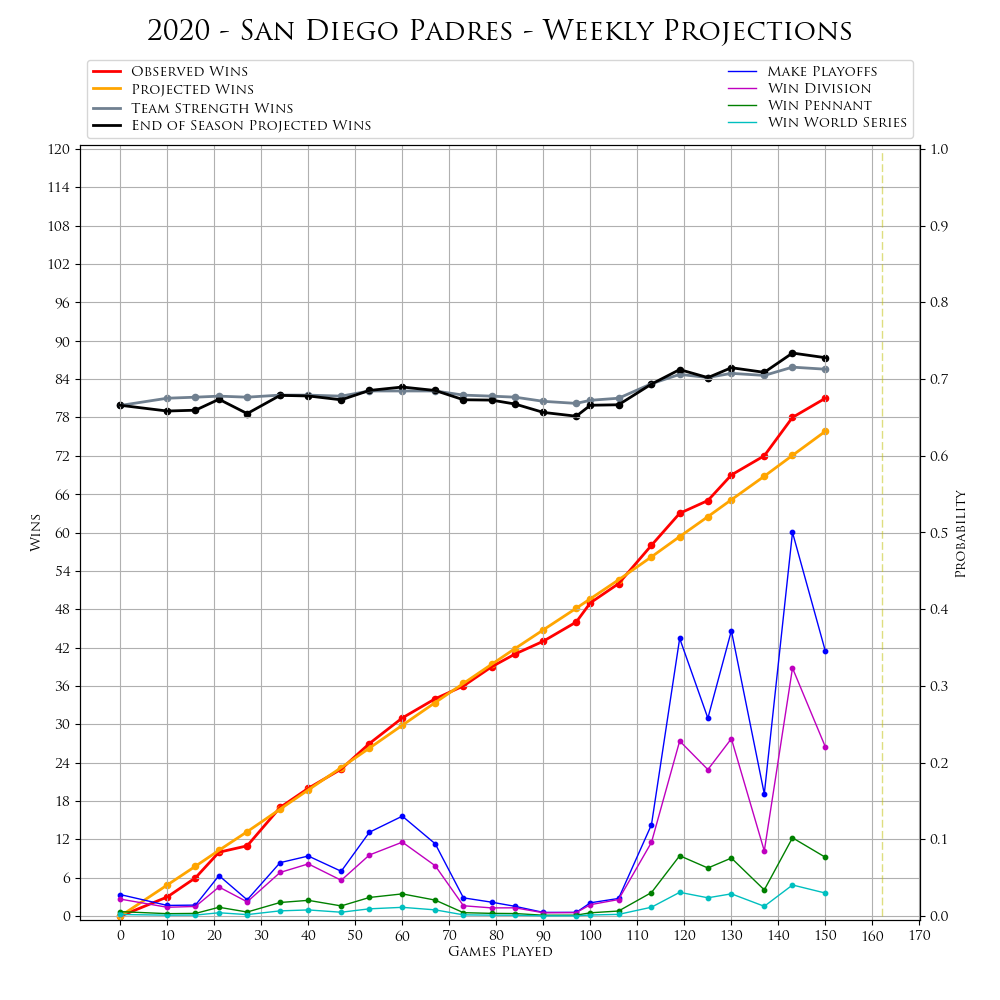 2020 - San Diego Padres - Weekly Projections
Observed Wins
Projected Wins
Team Strength Wins
End of Season Projected Wins
Make Playoffs
Win Division
Win Pennant
Win World Series
120
114
108
102
96
90
84
78
72
66
60
54
48
42
36
30
24
18
12
6
0
Wins
1.0
0.9
0.8
0.7
0.6
0.5
0.4
0.3
0.2
0.1
0.0
Probability
0 10 20 30 40 50 60 70 80 90 100 110 120 130 140 150 160 170
Games Played